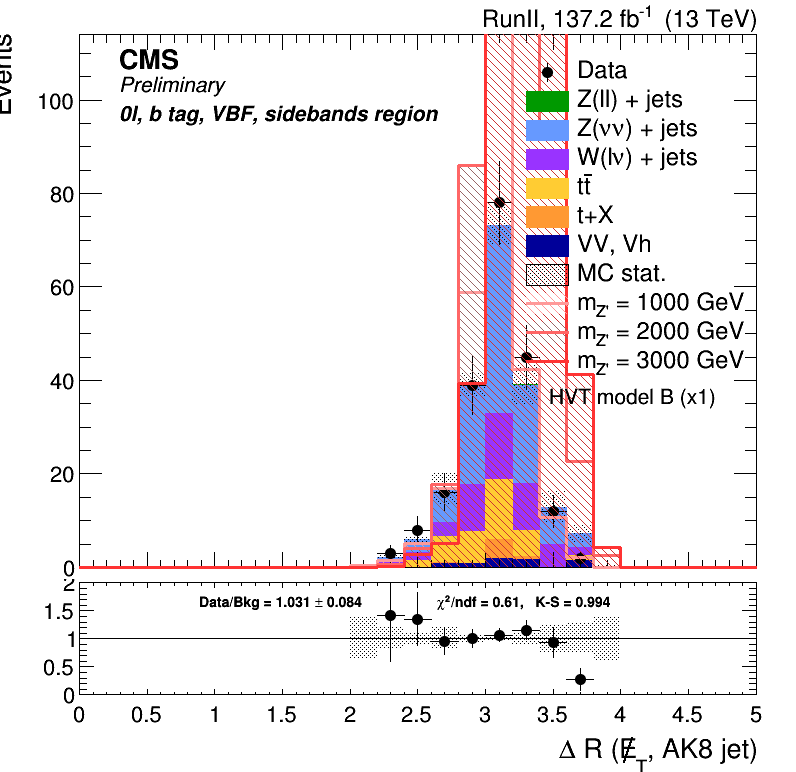 RunII, 137.2 fb⁻¹ (13 TeV)
Events
CMS
Preliminary
0l, b tag, VBF, sidebands region
Data
Z(ll) + jets
Z(νν) + jets
W(lν) + jets
tt̄
t+X
VV, Vh
MC stat.
m_Z' = 1000 GeV
m_Z' = 2000 GeV
m_Z' = 3000 GeV
HVT model B (x1)
100
80
60
40
20
0
Data/Bkg = 1.031 ± 0.084
χ²/ndf = 0.61, K-S = 0.994
2
1.5
1
0.5
0
0 0.5 1 1.5 2 2.5 3 3.5 4 4.5 5
Δ R (E̸_T, AK8 jet)